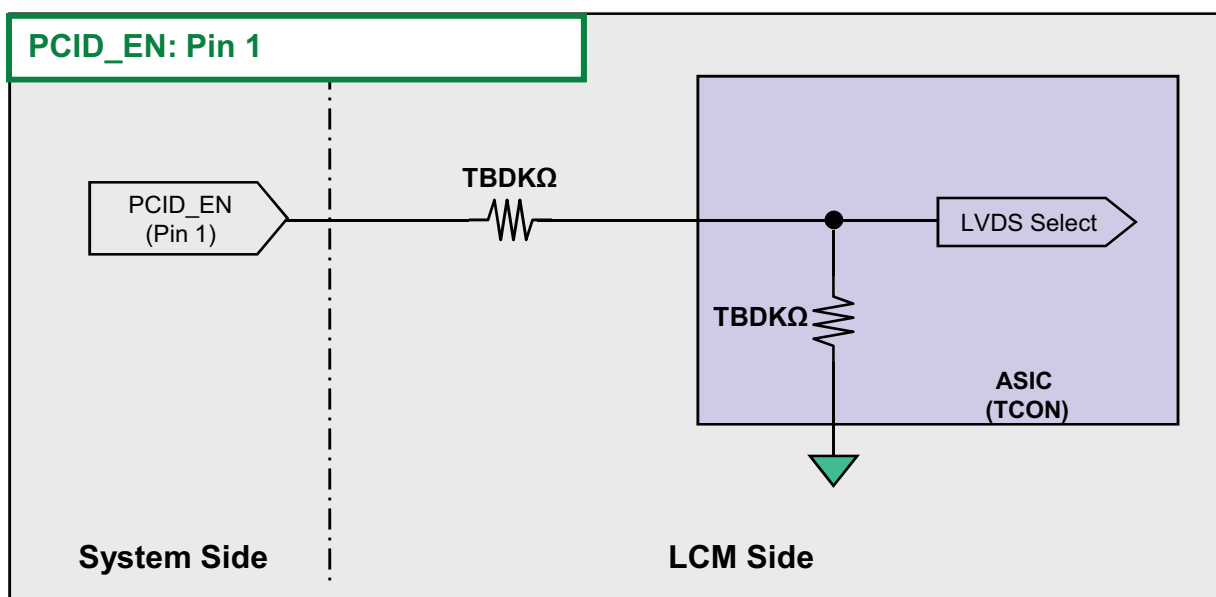 PCID_EN: Pin 1
TBDKΩ
PCID_EN
(Pin 1)
LVDS Select
TBDKΩ
ASIC
(TCON)
System Side
LCM Side